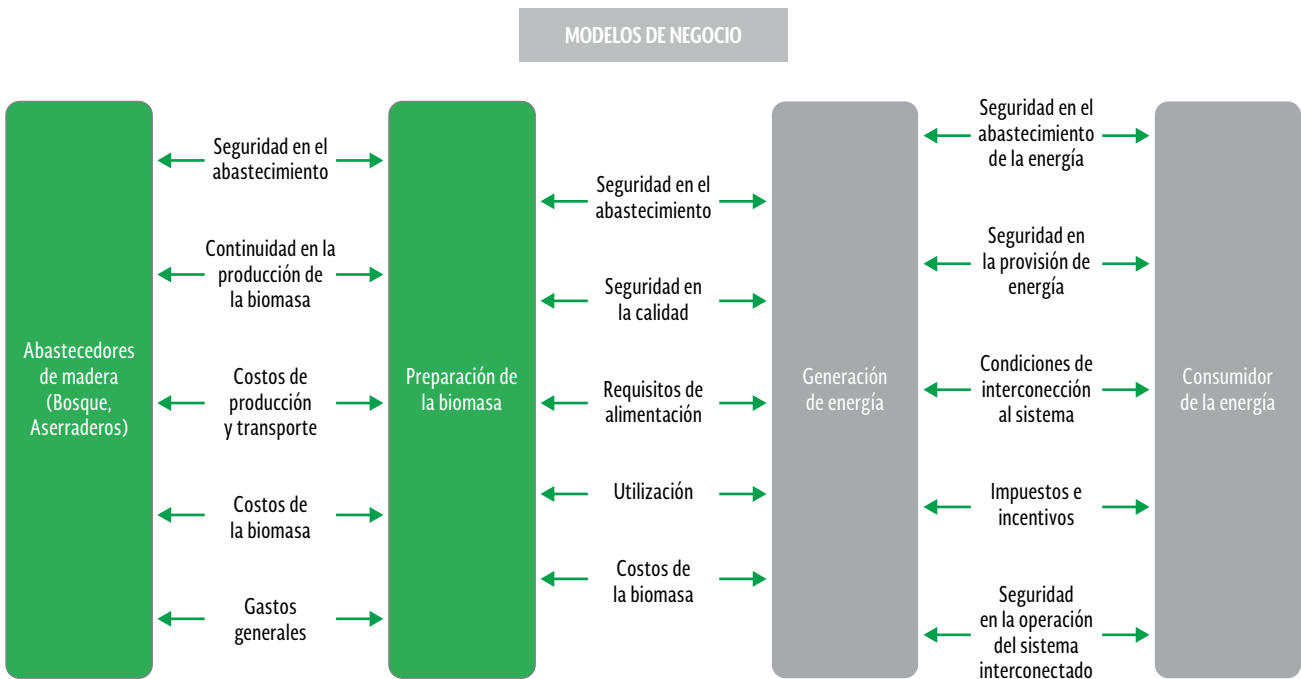 MODELOS DE NEGOCIO
Abastecedores
de madera
(Bosque,
Aserraderos)
Seguridad en el
abastecimiento
Continuidad en la
producción de
la biomasa
Costos de
producción
y transporte
Costos de
la biomasa
Gastos
generales
Preparación de
la biomasa
Seguridad en el
abastecimiento
Seguridad en
la calidad
Requisitos de
alimentación
Utilización
Costos de
la biomasa
Generación
de energía
Seguridad en el
abastecimiento
de la energía
Seguridad en
la provisión de
energía
Condiciones de
interconección
al sistema
Impuestos e
incentivos
Seguridad
en la operación
del sistema
interconectado
Consumidor
de la energía